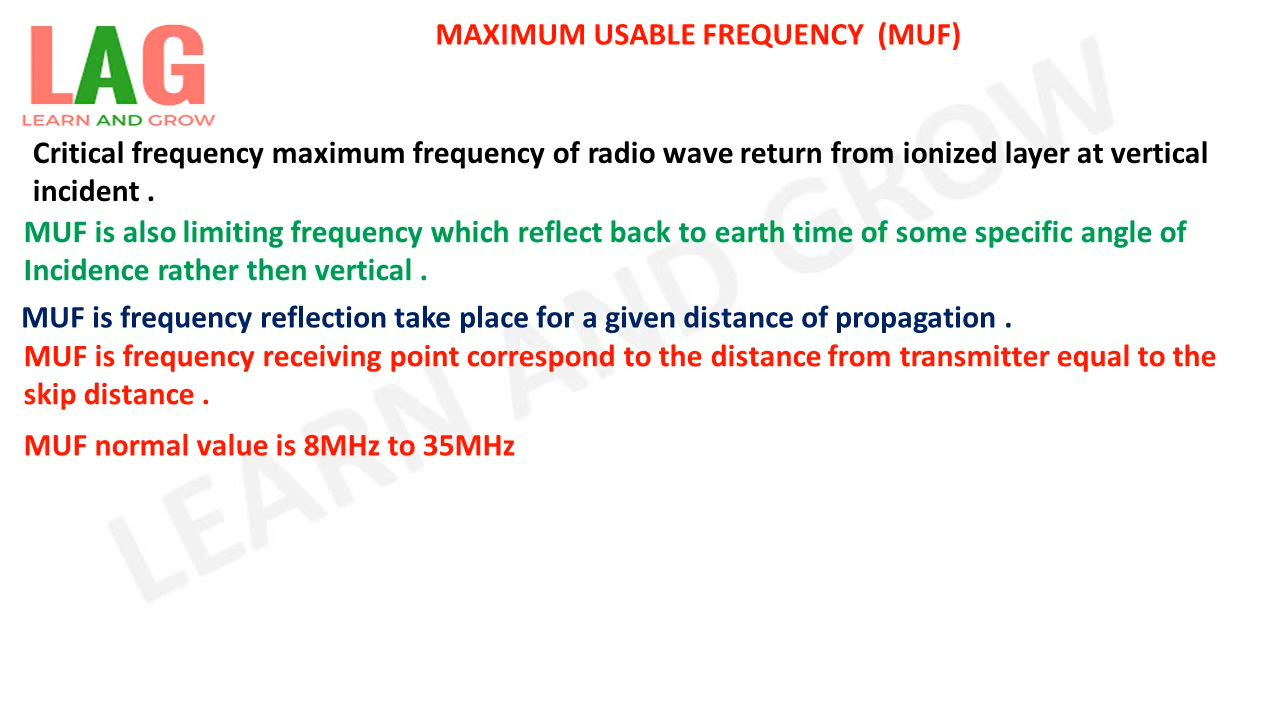 LAG
LEARN AND GROW
MAXIMUM USABLE FREQUENCY (MUF)
Critical frequency maximum frequency of radio wave return from ionized layer at vertical
incident .
MUF is also limiting frequency which reflect back to earth time of some specific angle of
Incidence rather then vertical .
MUF is frequency reflection take place for a given distance of propagation .
MUF is frequency receiving point correspond to the distance from transmitter equal to the
skip distance .
MUF normal value is 8MHz to 35MHz
LEARN AND GROW